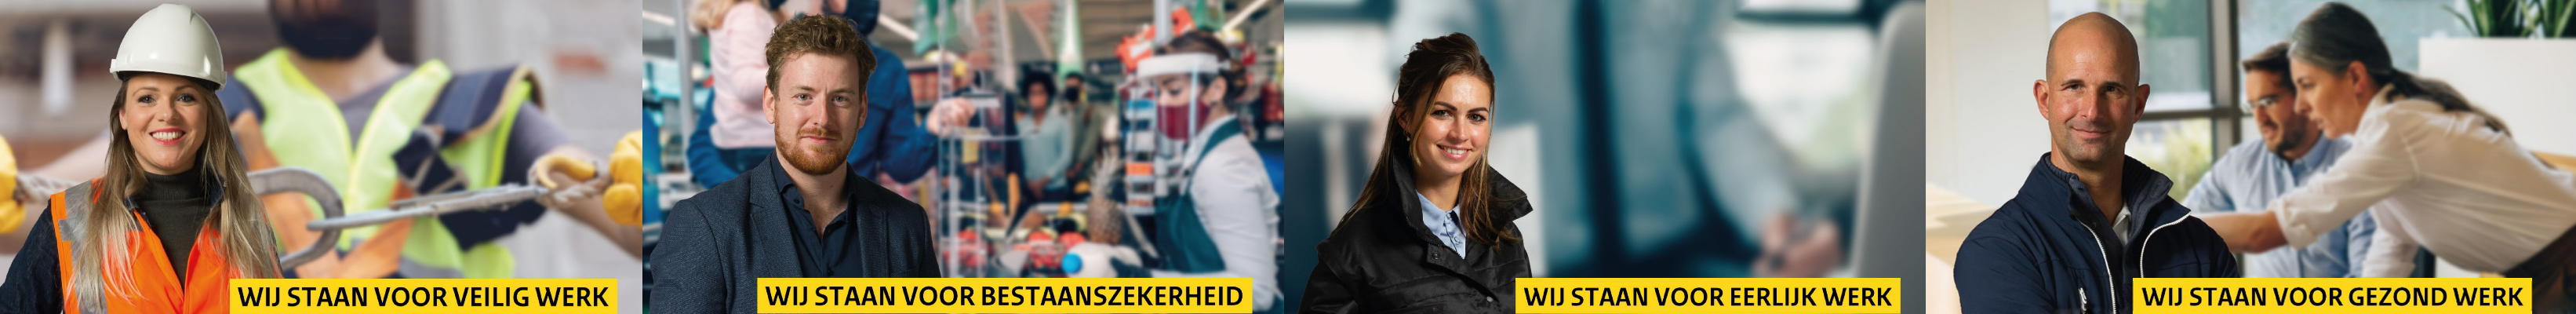 WIJ STAAN VOOR VEILIG WERK
WIJ STAAN VOOR BESTAANSZEKERHEID
WIJ STAAN VOOR EERLIJK WERK
WIJ STAAN VOOR GEZOND WERK